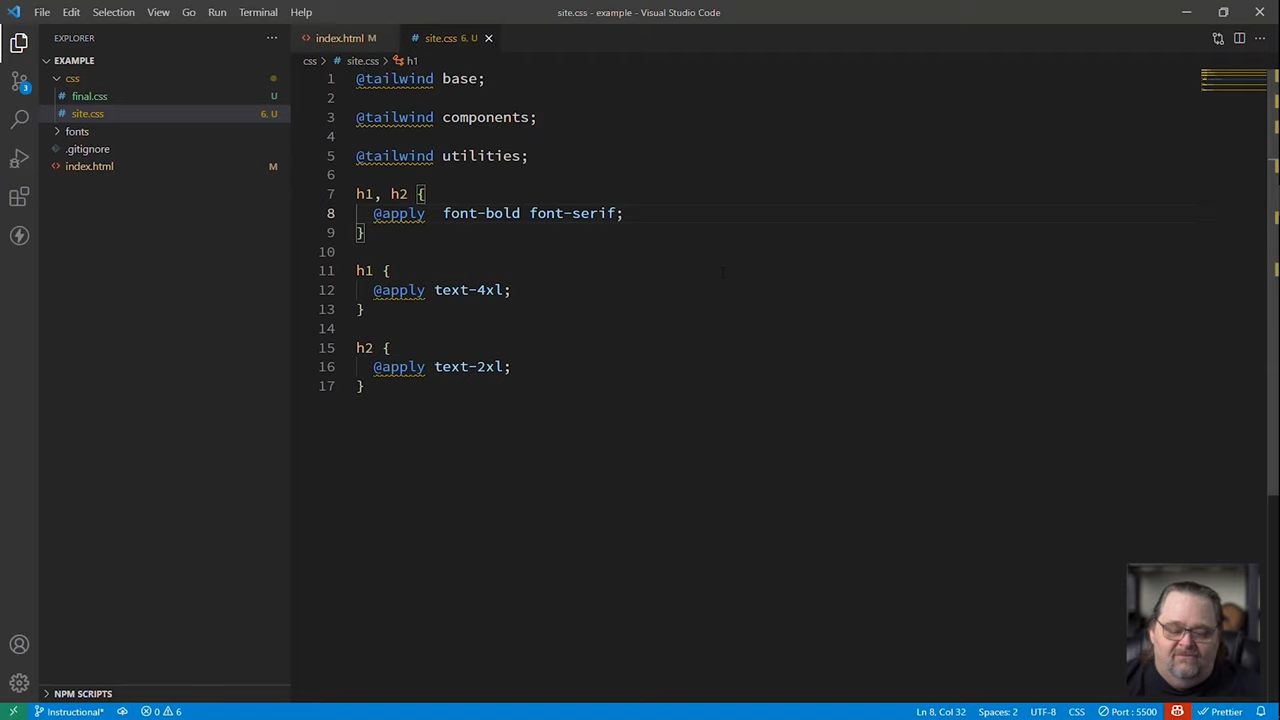 File Edit Selection View Go Run Terminal Help
site.css - example - Visual Studio Code
EXPLORER
EXAMPLE
css
# final.css U
# site.css 6, U
fonts
.gitignore
<> index.html M
NPM SCRIPTS
<> index.html M
# site.css 6, U
css > # site.css > h1
1 @tailwind base;
2
3 @tailwind components;
4
5 @tailwind utilities;
6
7 h1, h2 {
8 @apply  font-bold font-serif;
9 }
10
11 h1 {
12 @apply text-4xl;
13 }
14
15 h2 {
16 @apply text-2xl;
17 }
3
Instructional* 0 6
Ln 8, Col 32 Spaces: 2 UTF-8 CSS Port : 5500 Prettier